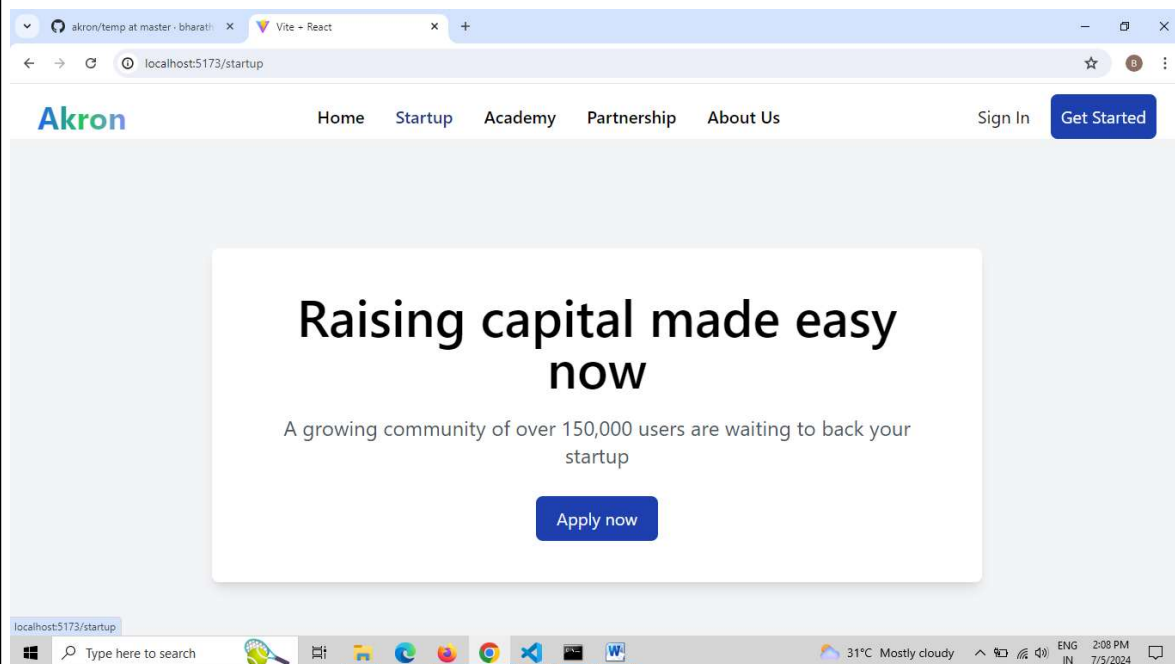 akron/temp at master · bharath
Vite + React
localhost:5173/startup
Akron
Home Startup Academy Partnership About Us Sign In Get Started
Raising capital made easy
now
A growing community of over 150,000 users are waiting to back your
startup
Apply now
localhost:5173/startup
Type here to search
31°C Mostly cloudy
ENG
IN
2:08 PM
7/5/2024